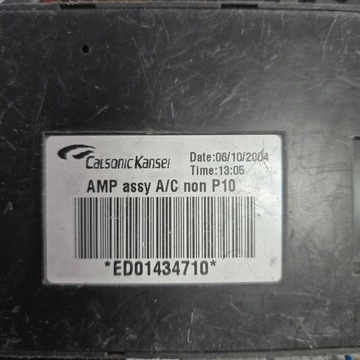 CalsonicKansei
Date:06/10/2004
Time:13:05
AMP assy A/C non P10
*ED01434710*